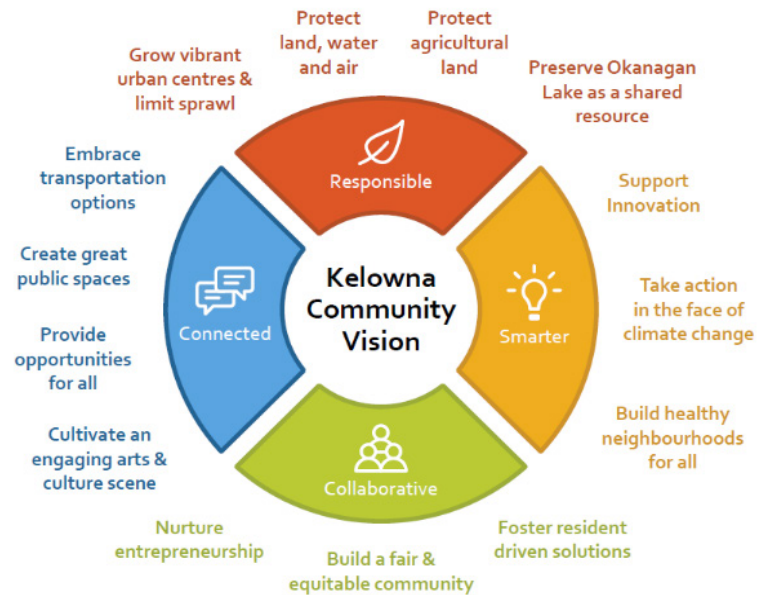 Protect
land, water
and air
Protect
agricultural
land
Grow vibrant
urban centres &
limit sprawl
Preserve Okanagan
Lake as a shared
resource
Embrace
transportation
options
Responsible
Support
Innovation
Create great
public spaces
Kelowna
Community
Vision
Connected
Smarter
Take action
in the face of
climate change
Provide
opportunities
for all
Build healthy
neighbourhoods
for all
Cultivate an
engaging arts &
culture scene
Collaborative
Nurture
entrepreneurship
Build a fair &
equitable community
Foster resident
driven solutions